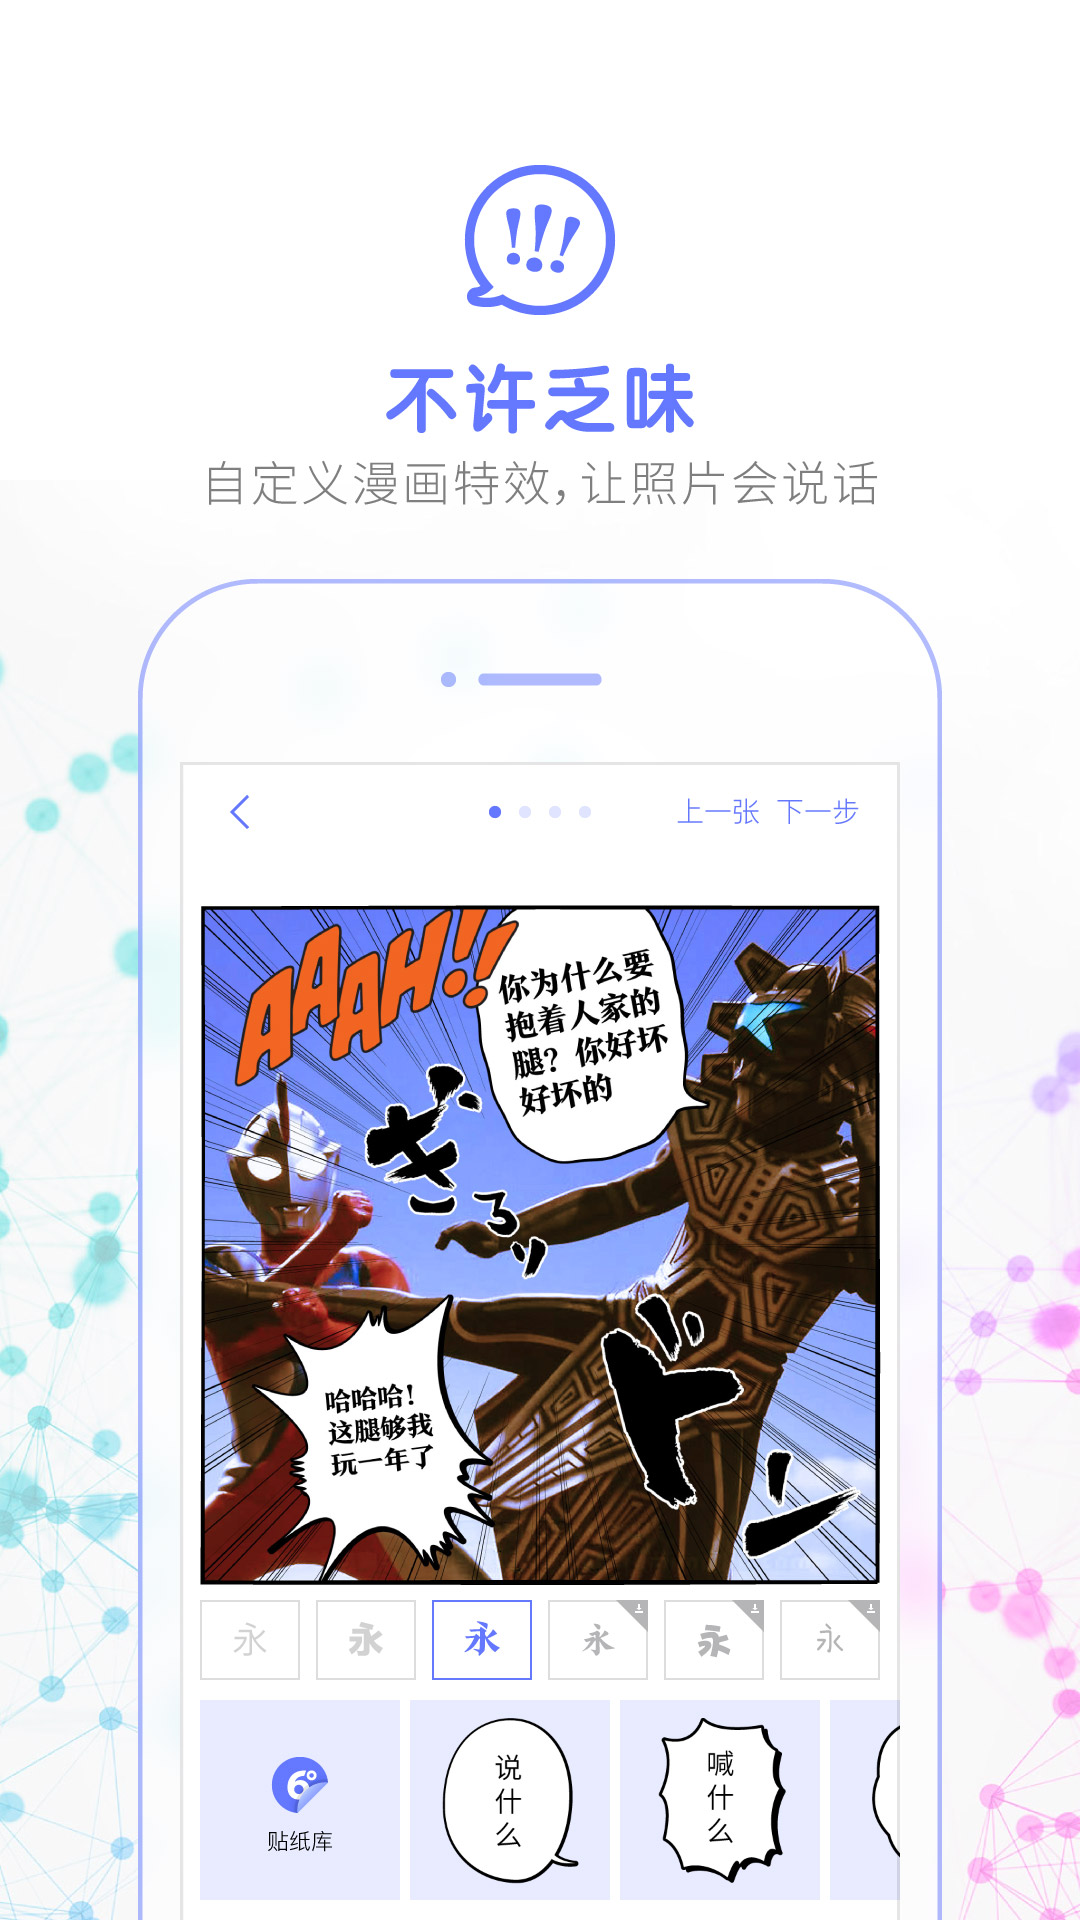 !!!
不许乏味
自定义漫画特效，让照片会说话
上一张 下一步
AAAH!!
你为什么要
抱着人家的
腿？你好坏
好坏的
ぎろり
哈哈哈！
这腿够我
玩一年了
ドン
永 永 永 永 永 永
6°
贴纸库
说什么
喊什么